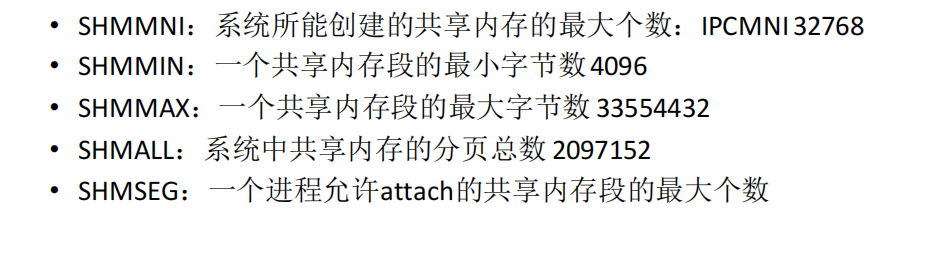 • SHMMNI：系统所能创建的共享内存的最大个数：IPCMNI 32768
• SHMMIN：一个共享内存段的最小字节数 4096
• SHMMAX：一个共享内存段的最大字节数 33554432
• SHMALL：系统中共享内存的分页总数 2097152
• SHMSEG：一个进程允许attach的共享内存段的最大个数